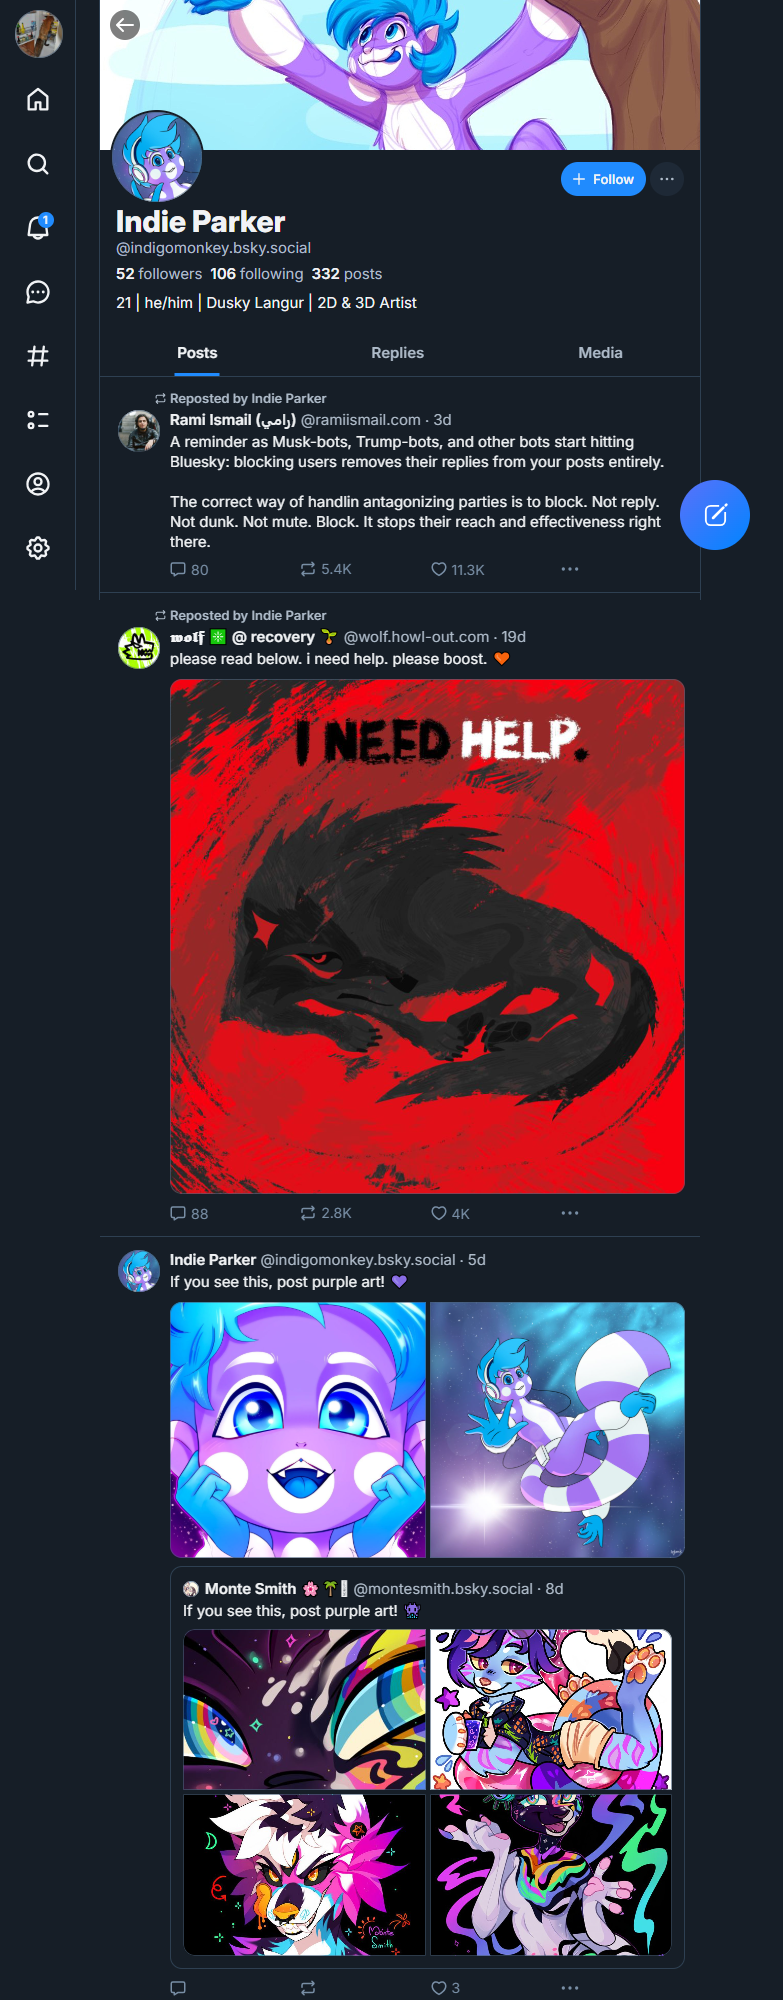 1
+ Follow
Indie Parker
@indigomonkey.bsky.social
52 followers 106 following 332 posts
21 | he/him | Dusky Langur | 2D & 3D Artist
Posts Replies Media
Reposted by Indie Parker
Rami Ismail (رامي) @ramiismail.com · 3d
A reminder as Musk-bots, Trump-bots, and other bots start hitting
Bluesky: blocking users removes their replies from your posts entirely.
The correct way of handlin antagonizing parties is to block. Not reply.
Not dunk. Not mute. Block. It stops their reach and effectiveness right
there.
80 5.4K 11.3K
Reposted by Indie Parker
𝖜𝖔𝖑𝖋 ❇️ @ recovery 🌱 @wolf.howl-out.com · 19d
please read below. i need help. please boost. 🧡
I NEED HELP.
88 2.8K 4K
Indie Parker @indigomonkey.bsky.social · 5d
If you see this, post purple art! 💜
Monte Smith 🌸🌴 @montesmith.bsky.social · 8d
If you see this, post purple art! 👾
Monte
Smith
3